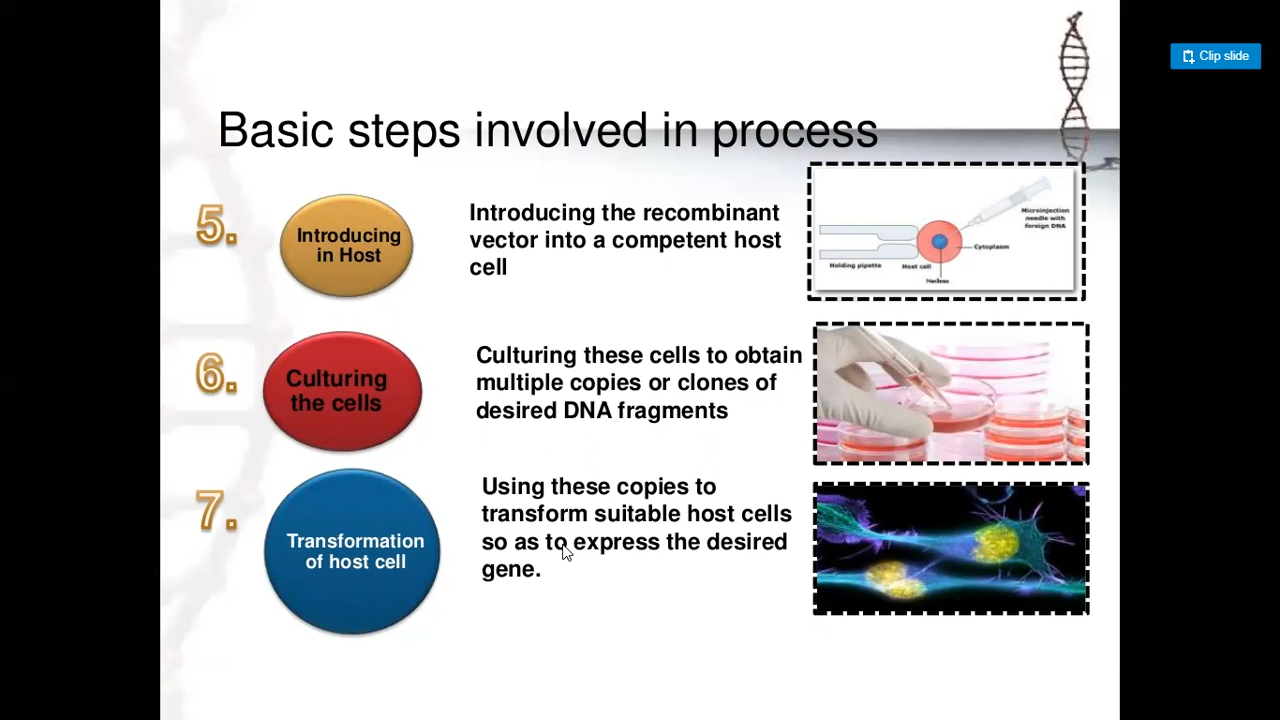 Clip slide
Basic steps involved in process
5.
Introducing
in Host
Introducing the recombinant
vector into a competent host
cell
Microinjection
needle with
foreign DNA
Cytoplasm
Holding pipette
Host cell
Nucleus
6.
Culturing
the cells
Culturing these cells to obtain
multiple copies or clones of
desired DNA fragments
7.
Transformation
of host cell
Using these copies to
transform suitable host cells
so as to express the desired
gene.